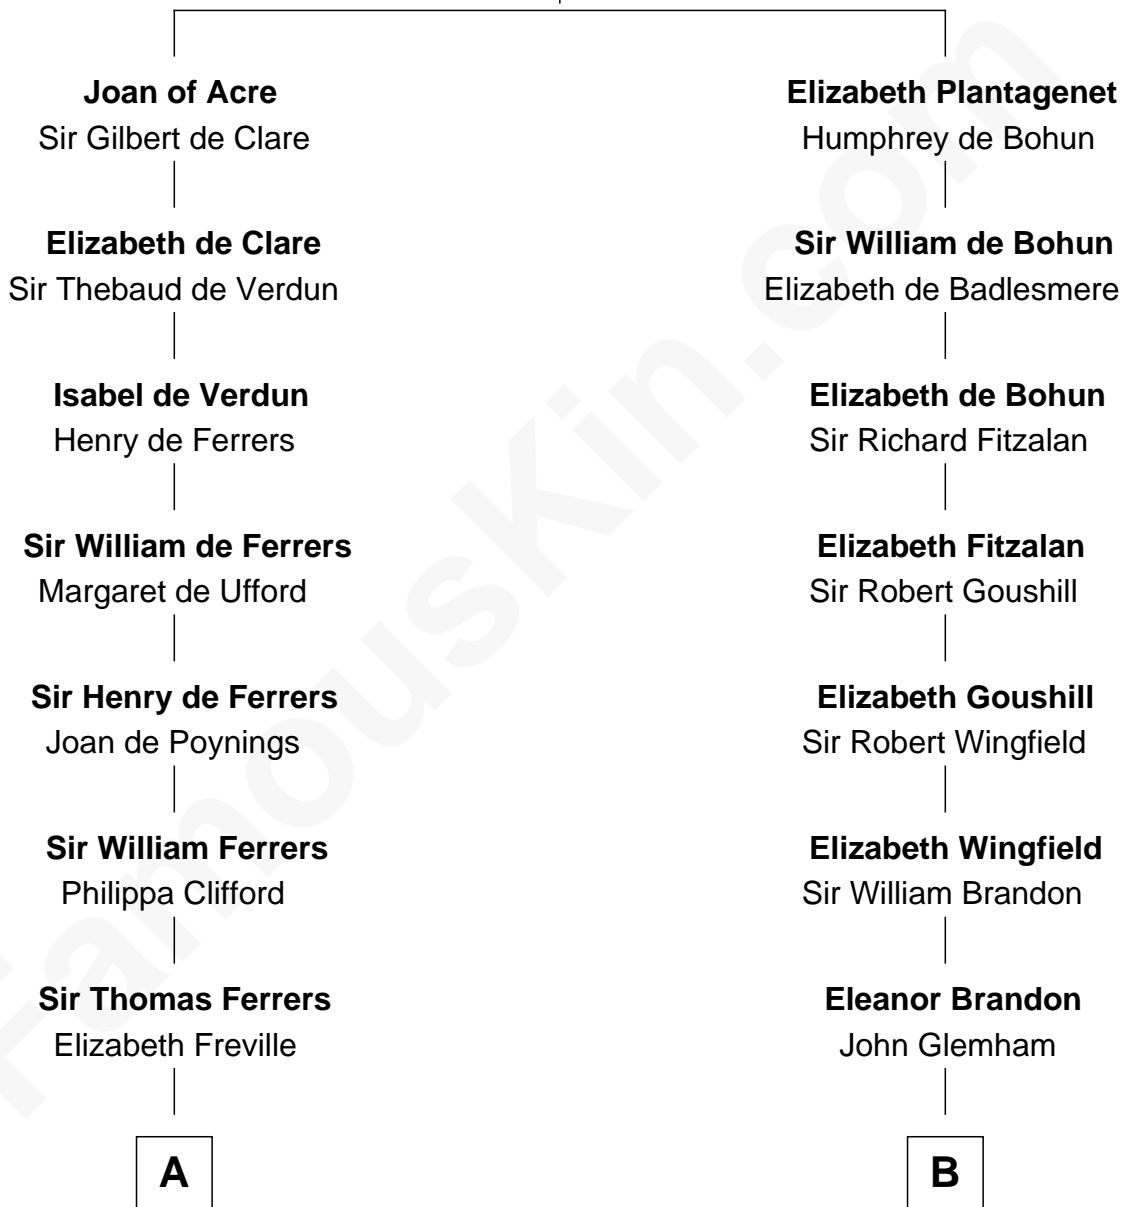 Joan of Acre
Sir Gilbert de Clare
Elizabeth de Clare
Sir Thebaud de Verdun
Isabel de Verdun
Henry de Ferrers
Sir William de Ferrers
Margaret de Ufford
Sir Henry de Ferrers
Joan de Poynings
Sir William Ferrers
Philippa Clifford
Sir Thomas Ferrers
Elizabeth Freville
A
Elizabeth Plantagenet
Humphrey de Bohun
Sir William de Bohun
Elizabeth de Badlesmere
Elizabeth de Bohun
Sir Richard Fitzalan
Elizabeth Fitzalan
Sir Robert Goushill
Elizabeth Goushill
Sir Robert Wingfield
Elizabeth Wingfield
Sir William Brandon
Eleanor Brandon
John Glemham
B
FamousKin.com